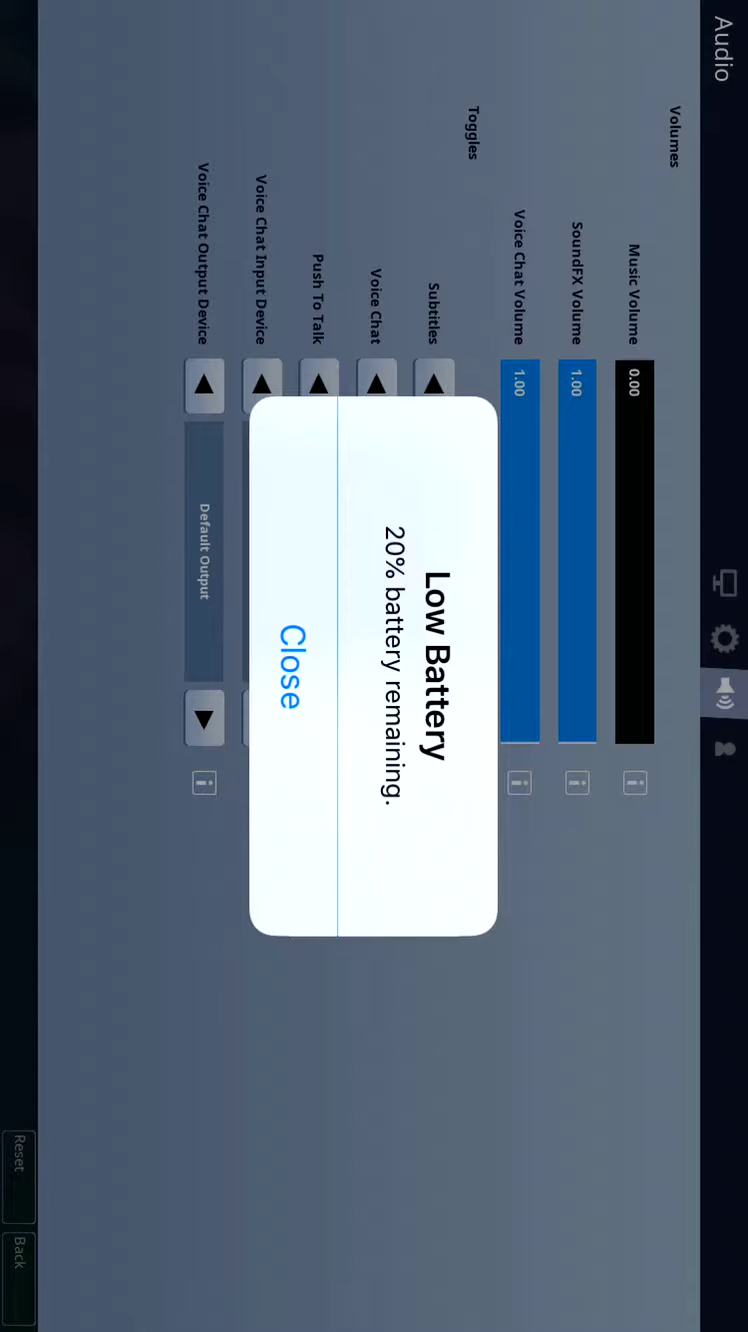 Audio
Volumes
Music Volume
0.00
SoundFX Volume
1.00
Voice Chat Volume
1.00
Toggles
Subtitles
Voice Chat
Push To Talk
Voice Chat Input Device
Voice Chat Output Device
Default Output
Low Battery
20% battery remaining.
Close
Reset
Back